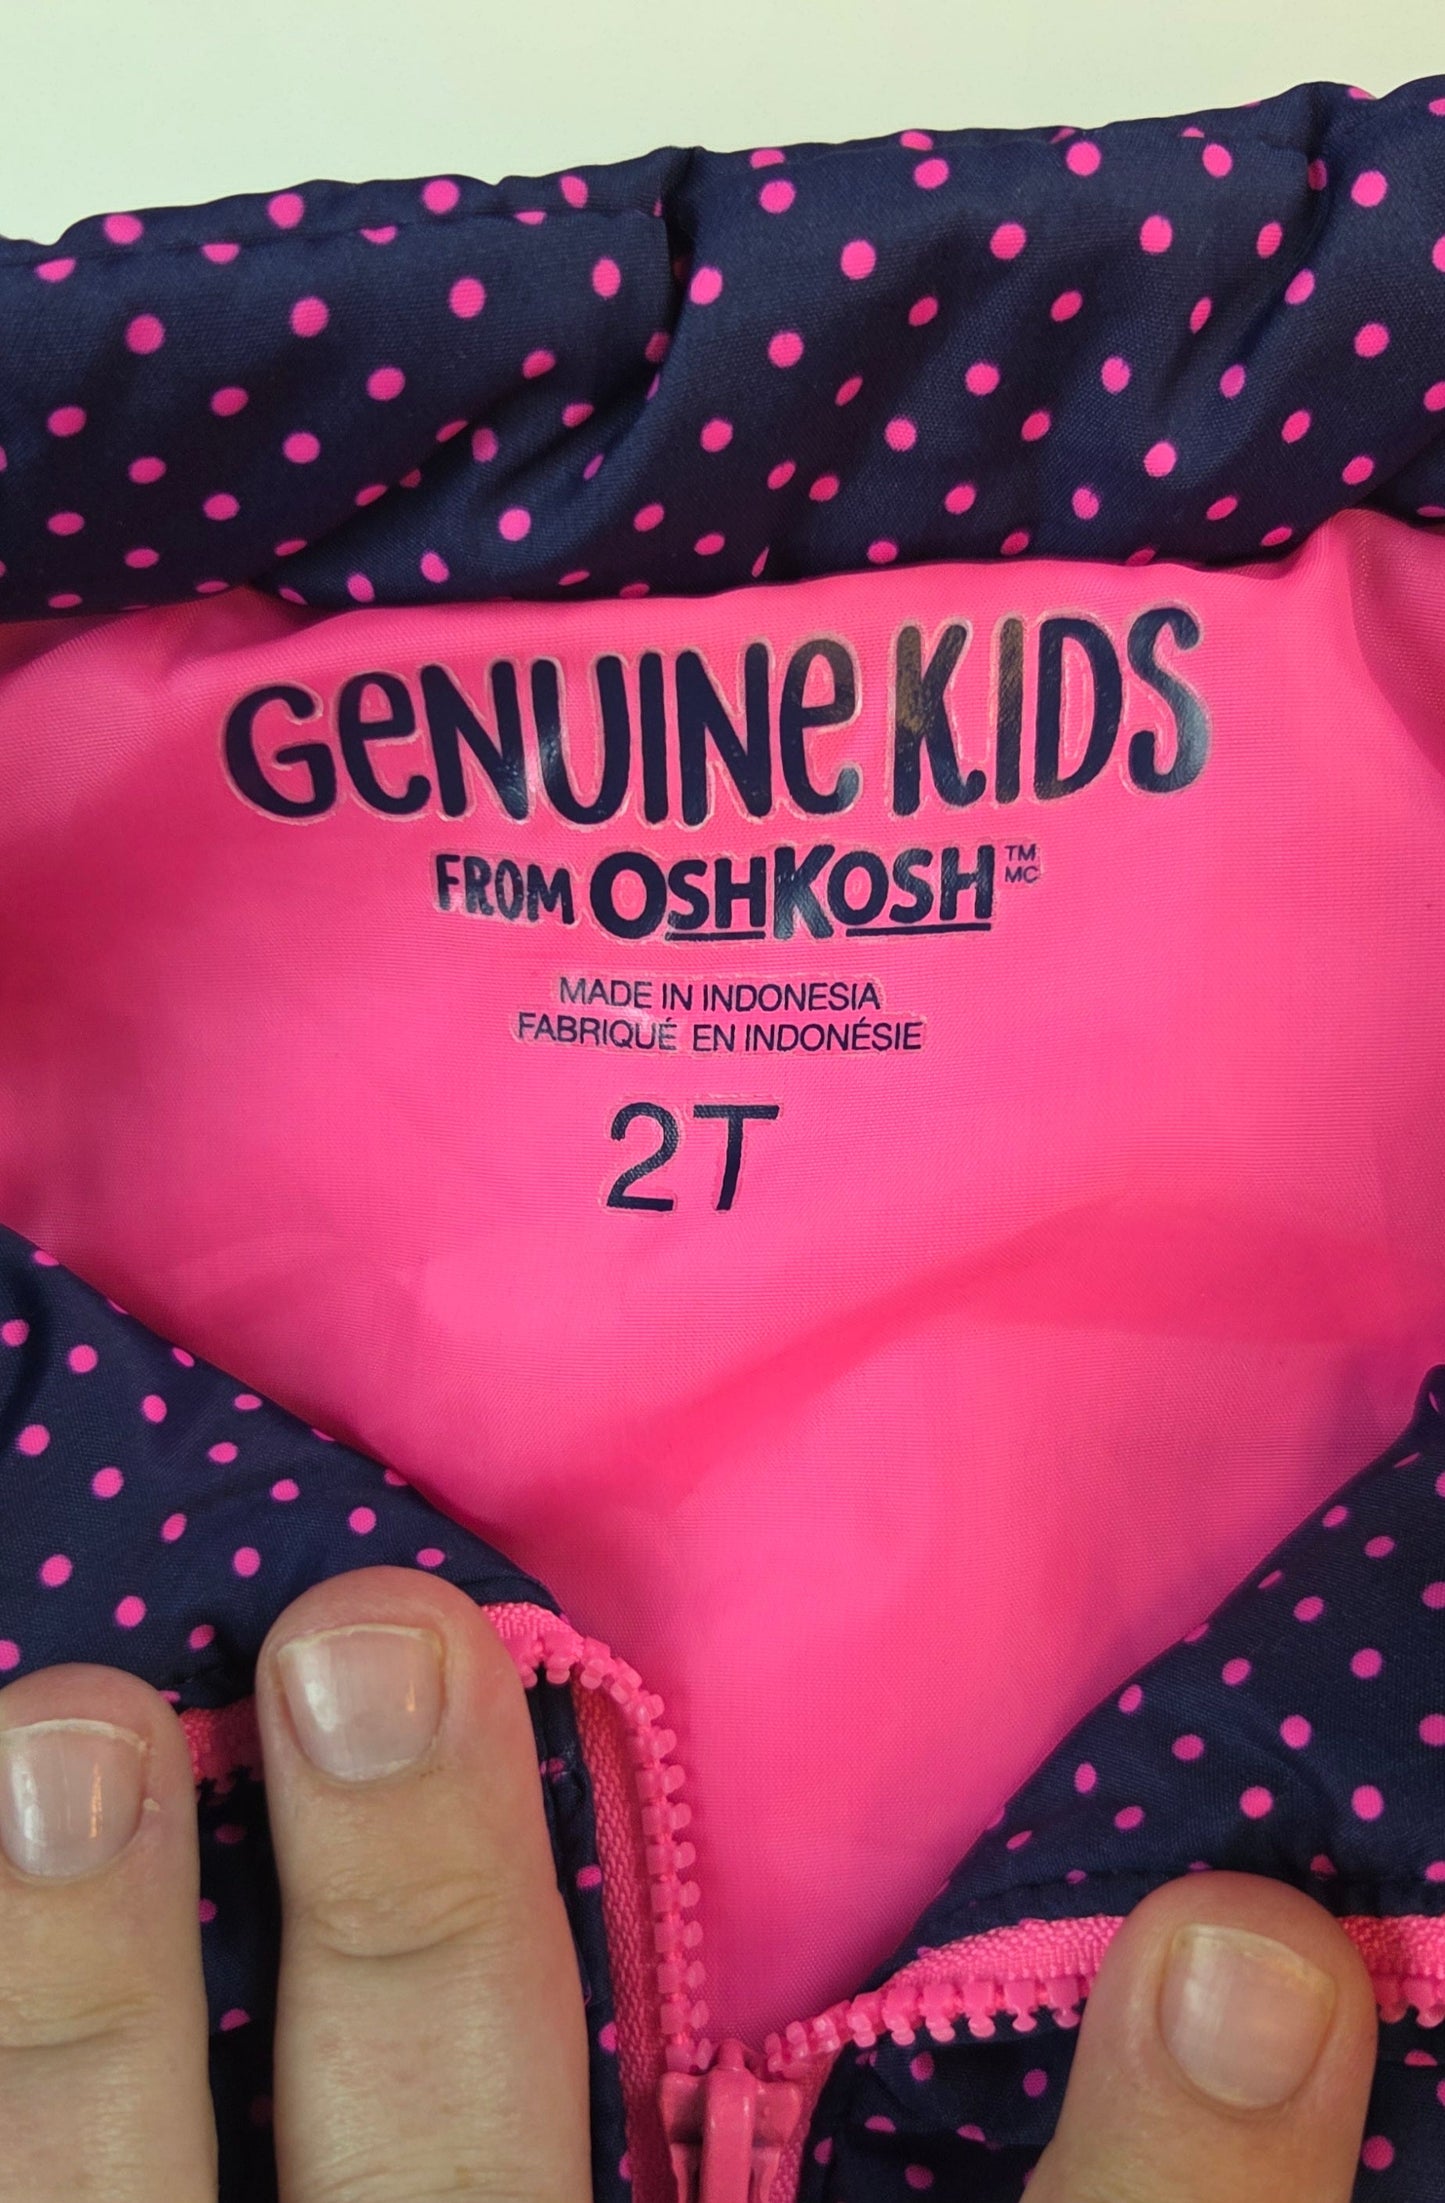 GeNUINe KIDS
FROM OSHKOSH TM MC
MADE IN INDONESIA
FABRIQUÉ EN INDONÉSIE
2T